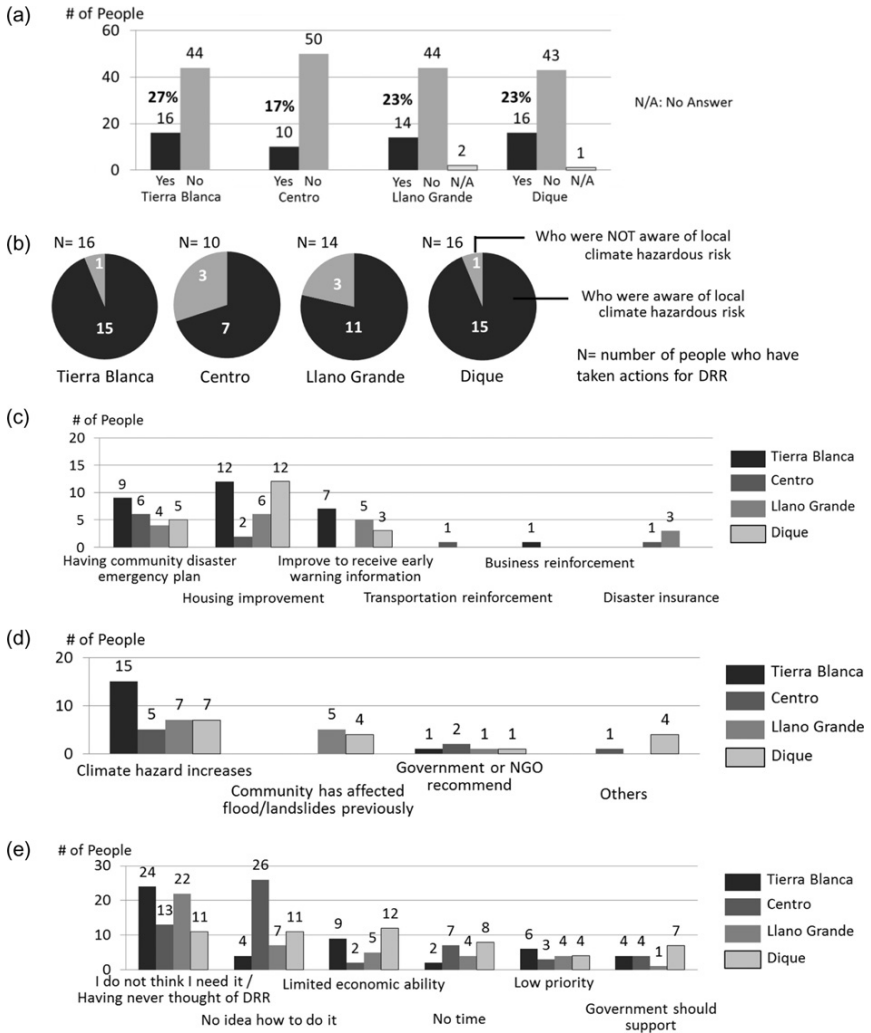 (a)
# of People
60
40
20
0
27%
16
44
17%
10
50
23%
14
44
2
23%
16
43
1
N/A: No Answer
Yes No
Tierra Blanca
Yes No
Centro
Yes No N/A
Llano Grande
Yes No N/A
Dique
(b)
N= 16
1
15
Tierra Blanca
N= 10
3
7
Centro
N= 14
3
11
Llano Grande
N= 16
1
15
Dique
Who were NOT aware of local
climate hazardous risk
Who were aware of local
climate hazardous risk
N= number of people who have
taken actions for DRR
(c)
# of People
20
15
10
5
0
9
6
4
5
12
2
6
12
7
5
3
1
1
1
3
Having community disaster
emergency plan
Housing improvement
Improve to receive early
warning information
Transportation reinforcement
Business reinforcement
Disaster insurance
Tierra Blanca
Centro
Llano Grande
Dique
(d)
# of People
20
10
0
15
5
7
7
5
4
1
2
1
1
1
4
Climate hazard increases
Community has affected
flood/landslides previously
Government or NGO
recommend
Others
Tierra Blanca
Centro
Llano Grande
Dique
(e)
# of People
30
20
10
0
24
13
22
11
4
26
7
11
9
2
5
12
2
7
4
8
6
3
4
4
4
4
1
7
I do not think I need it /
Having never thought of DRR
No idea how to do it
Limited economic ability
No time
Low priority
Government should
support
Tierra Blanca
Centro
Llano Grande
Dique